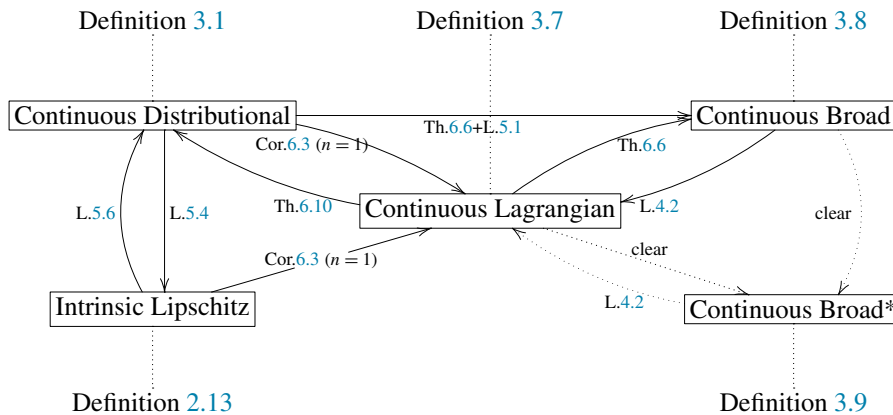 Definition 3.1
Definition 3.7
Definition 3.8
Continuous Distributional
Continuous Broad
Th.6.6+L.5.1
Cor.6.3 (n = 1)
Th.6.6
L.5.6
L.5.4
Th.6.10
Continuous Lagrangian
L.4.2
clear
clear
Cor.6.3 (n = 1)
Intrinsic Lipschitz
L.4.2
Continuous Broad*
Definition 2.13
Definition 3.9